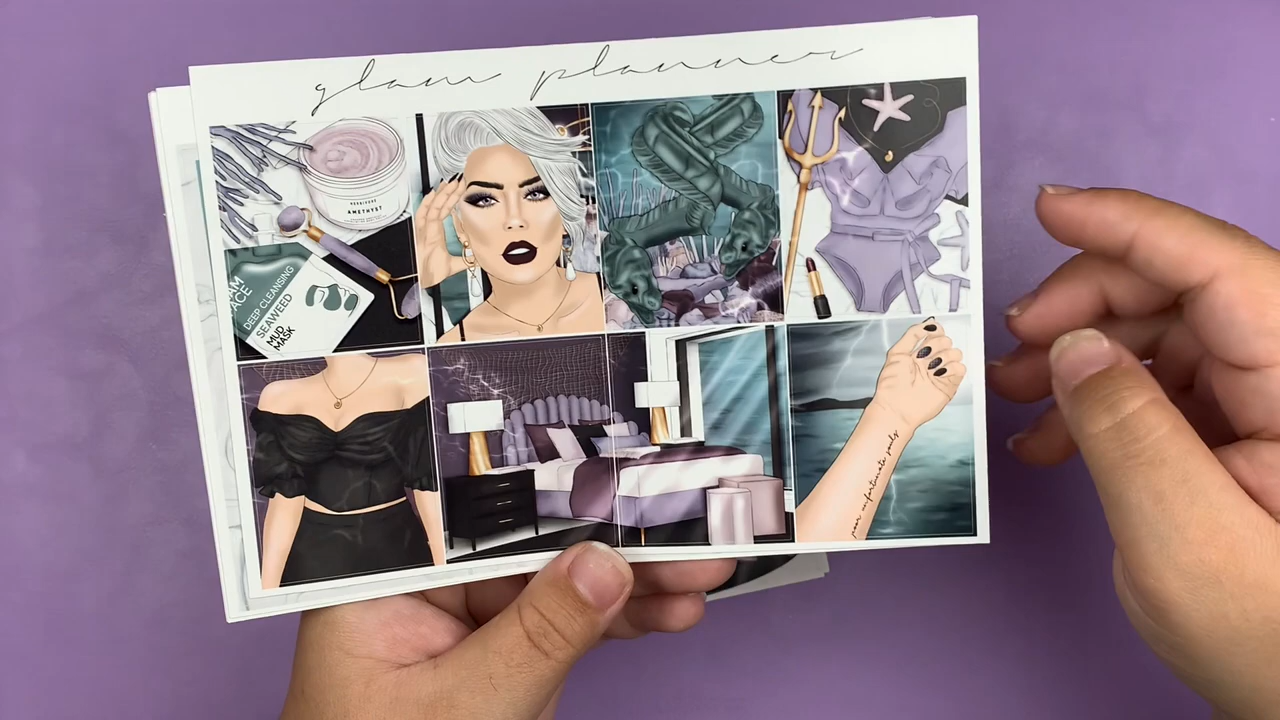 glam planner
AMETHYST
DEEP CLEANSING
SEAWEED
MUD
MASK
poor unfortunate souls